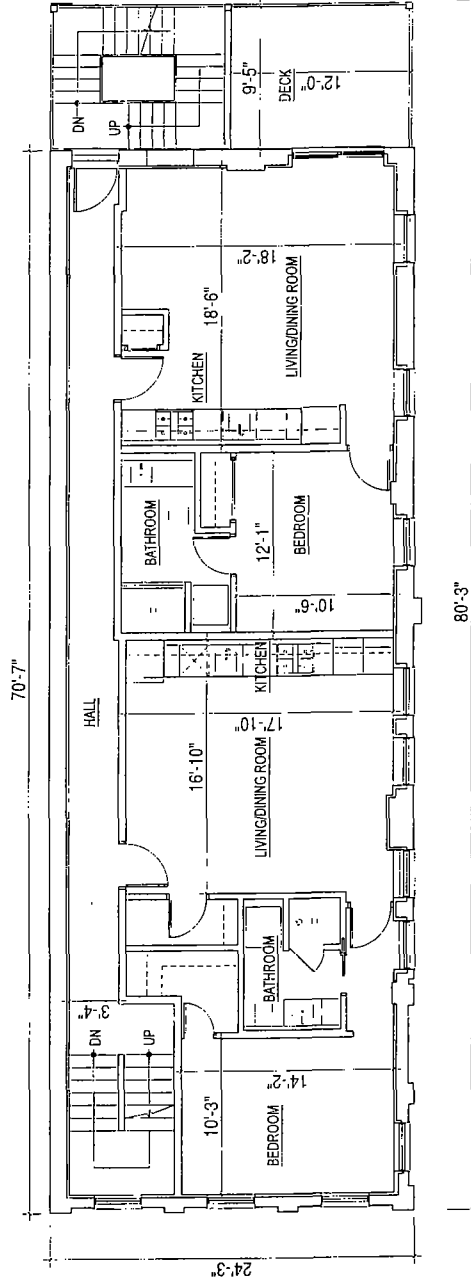 70'-7"
DN
UP
9'-5"
DECK
12'-0"
HALL
18'-6"
18'-2"
KITCHEN
LIVING/DINING ROOM
BATHROOM
12'-1"
BEDROOM
10'-6"
KITCHEN
17'-10"
16'-10"
LIVING/DINING ROOM
BATHROOM
3'-4"
DN
UP
14'-2"
10'-3"
BEDROOM
24'-3"
80'-3"